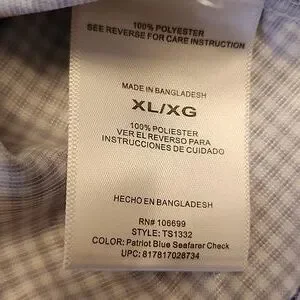 100% POLYESTER
SEE REVERSE FOR CARE INSTRUCTION
MADE IN BANGLADESH
XL/XG
100% POLIESTER
VER EL REVERSO PARA
INSTRUCCIONES DE CUIDADO
HECHO EN BANGLADESH
RN# 106699
STYLE: TS1332
COLOR: Patriot Blue Seafarer Check
UPC: 817817028734